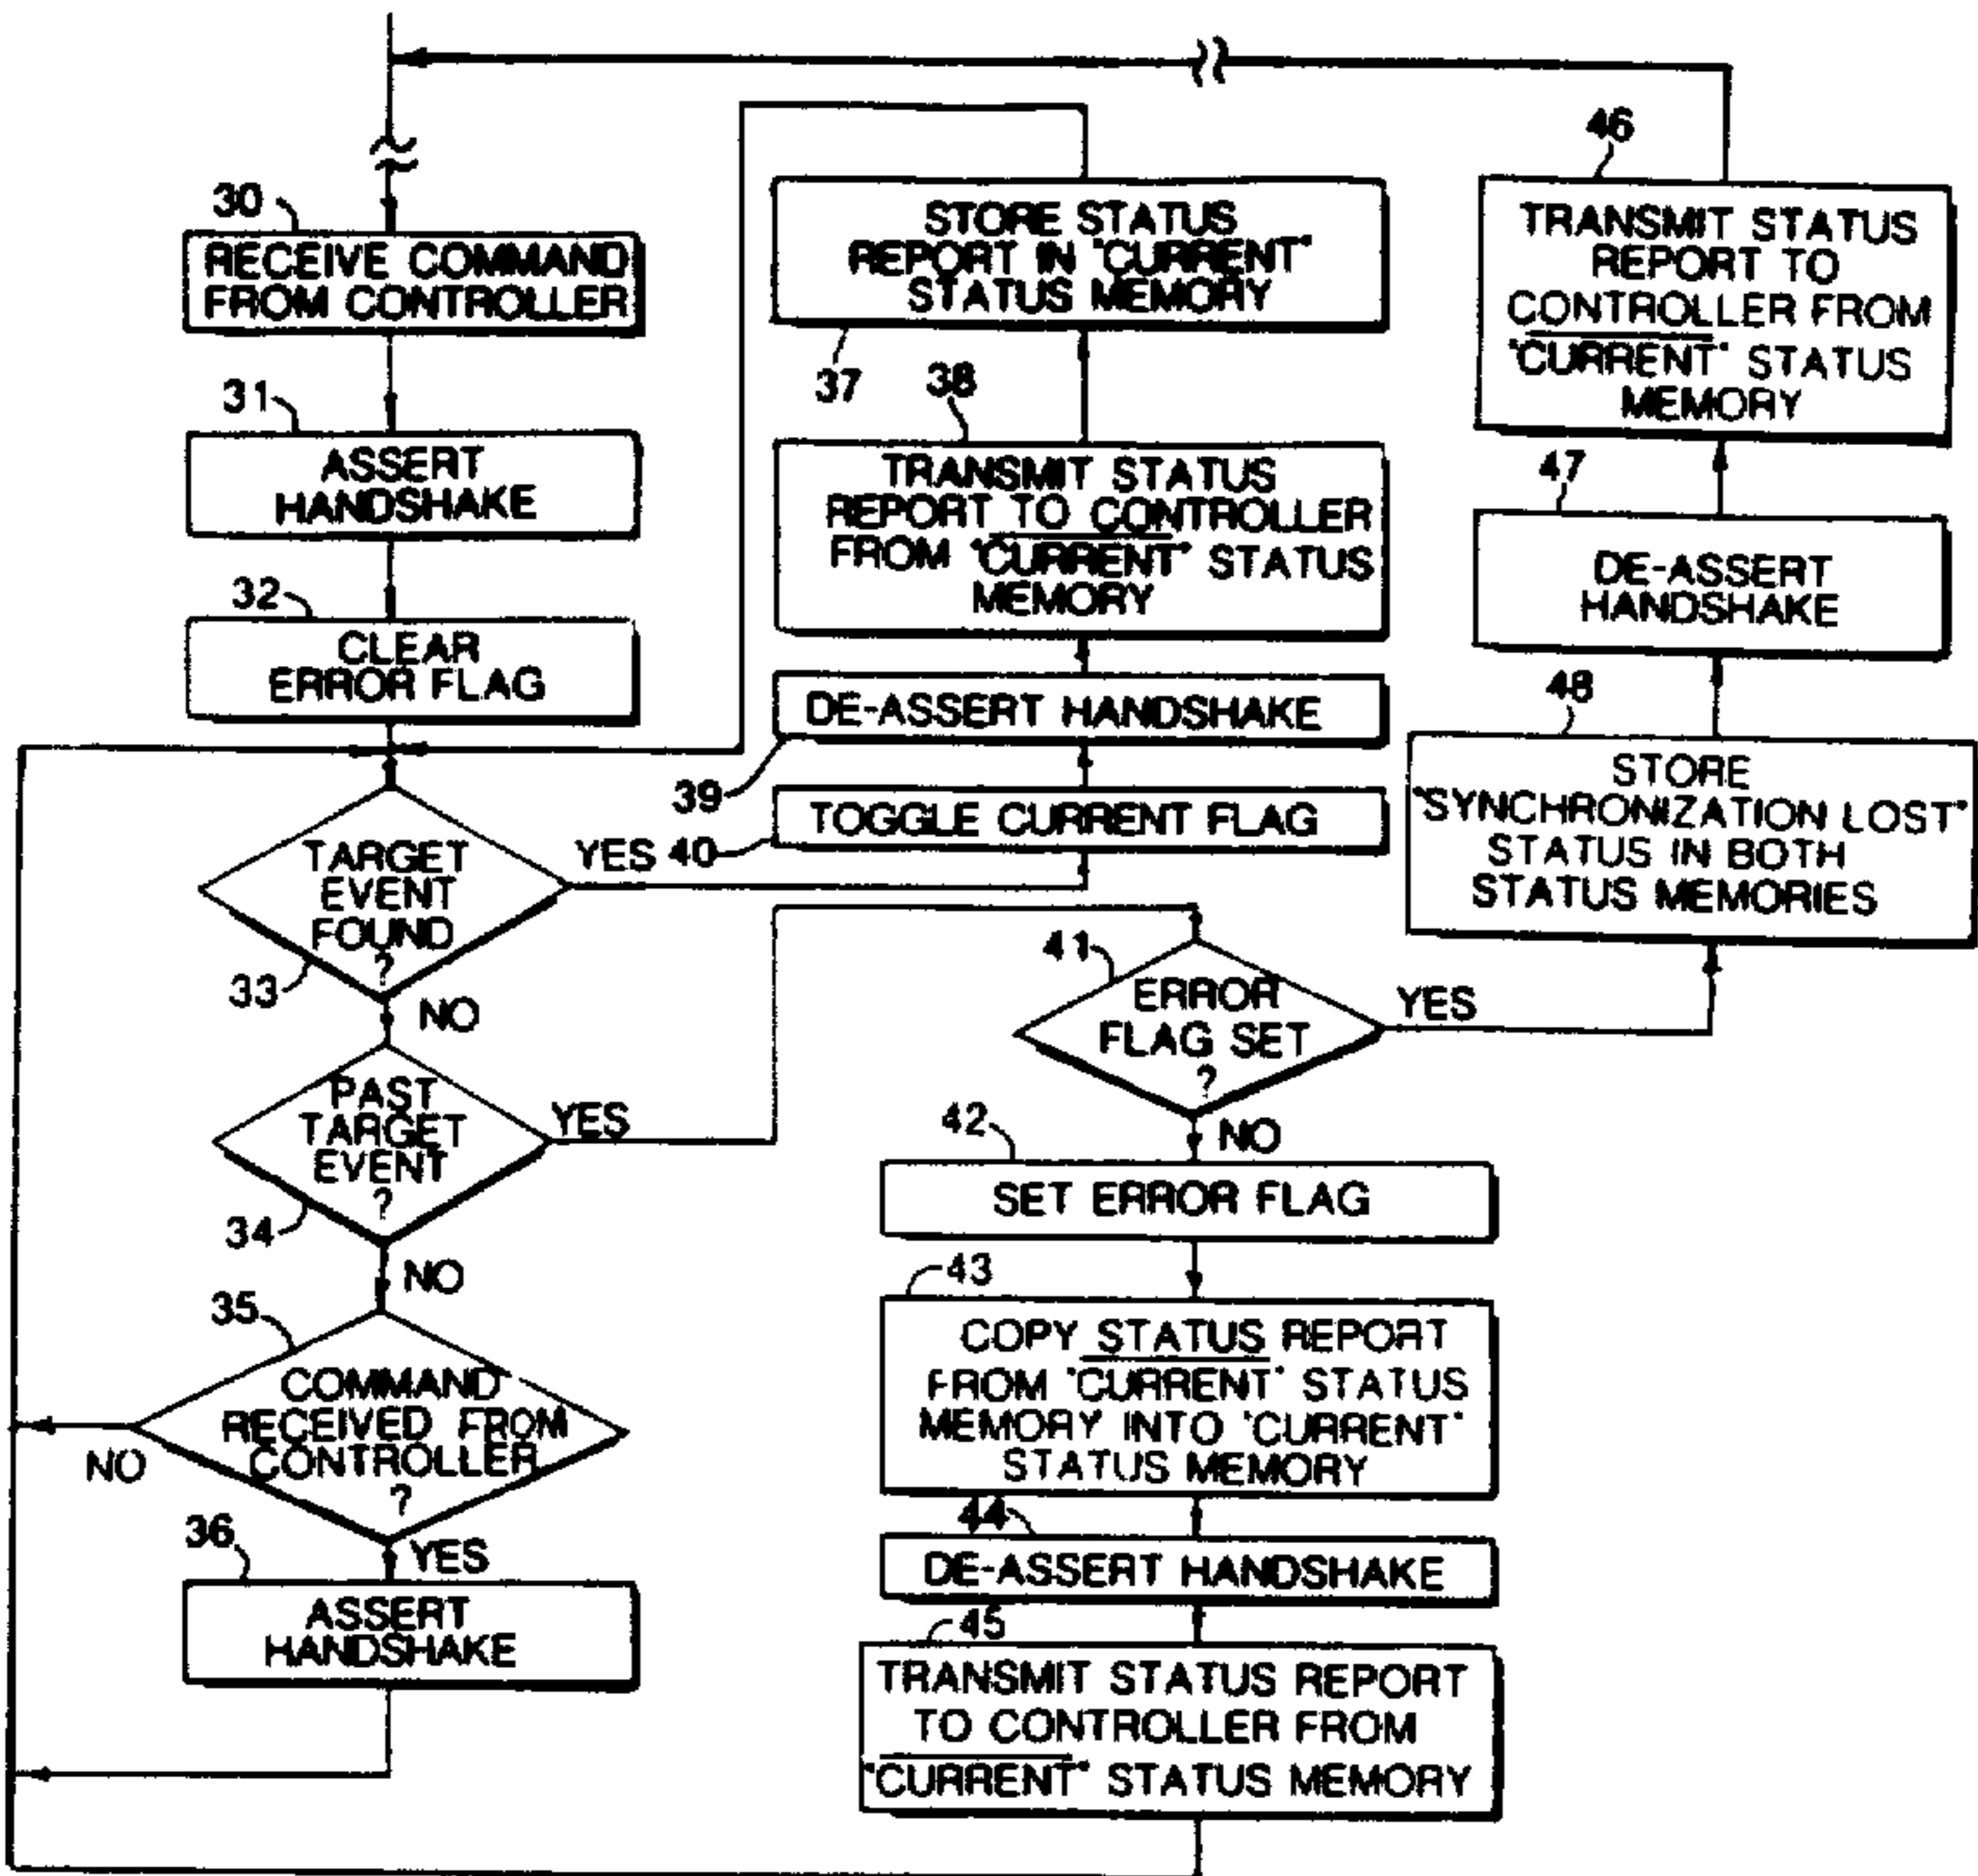 30
RECEIVE COMMAND
FROM CONTROLLER
31
ASSERT
HANDSHAKE
32
CLEAR
ERROR FLAG
TARGET
EVENT
FOUND
?
33
YES
NO
PAST
TARGET
EVENT
?
34
YES
NO
35
COMMAND
RECEIVED FROM
CONTROLLER
?
NO
YES
36
ASSERT
HANDSHAKE
STORE STATUS
REPORT IN "CURRENT"
STATUS MEMORY
37
38
TRANSMIT STATUS
REPORT TO CONTROLLER
FROM "CURRENT" STATUS
MEMORY
DE-ASSERT HANDSHAKE
39
40
TOGGLE CURRENT FLAG
41
ERROR
FLAG SET
?
YES
NO
42
SET ERROR FLAG
43
COPY STATUS REPORT
FROM "CURRENT" STATUS
MEMORY INTO "CURRENT"
STATUS MEMORY
44
DE-ASSERT HANDSHAKE
45
TRANSMIT STATUS REPORT
TO CONTROLLER FROM
"CURRENT" STATUS MEMORY
46
TRANSMIT STATUS
REPORT TO
CONTROLLER FROM
"CURRENT" STATUS
MEMORY
47
DE-ASSERT
HANDSHAKE
48
STORE
"SYNCHRONIZATION LOST"
STATUS IN BOTH
STATUS MEMORIES